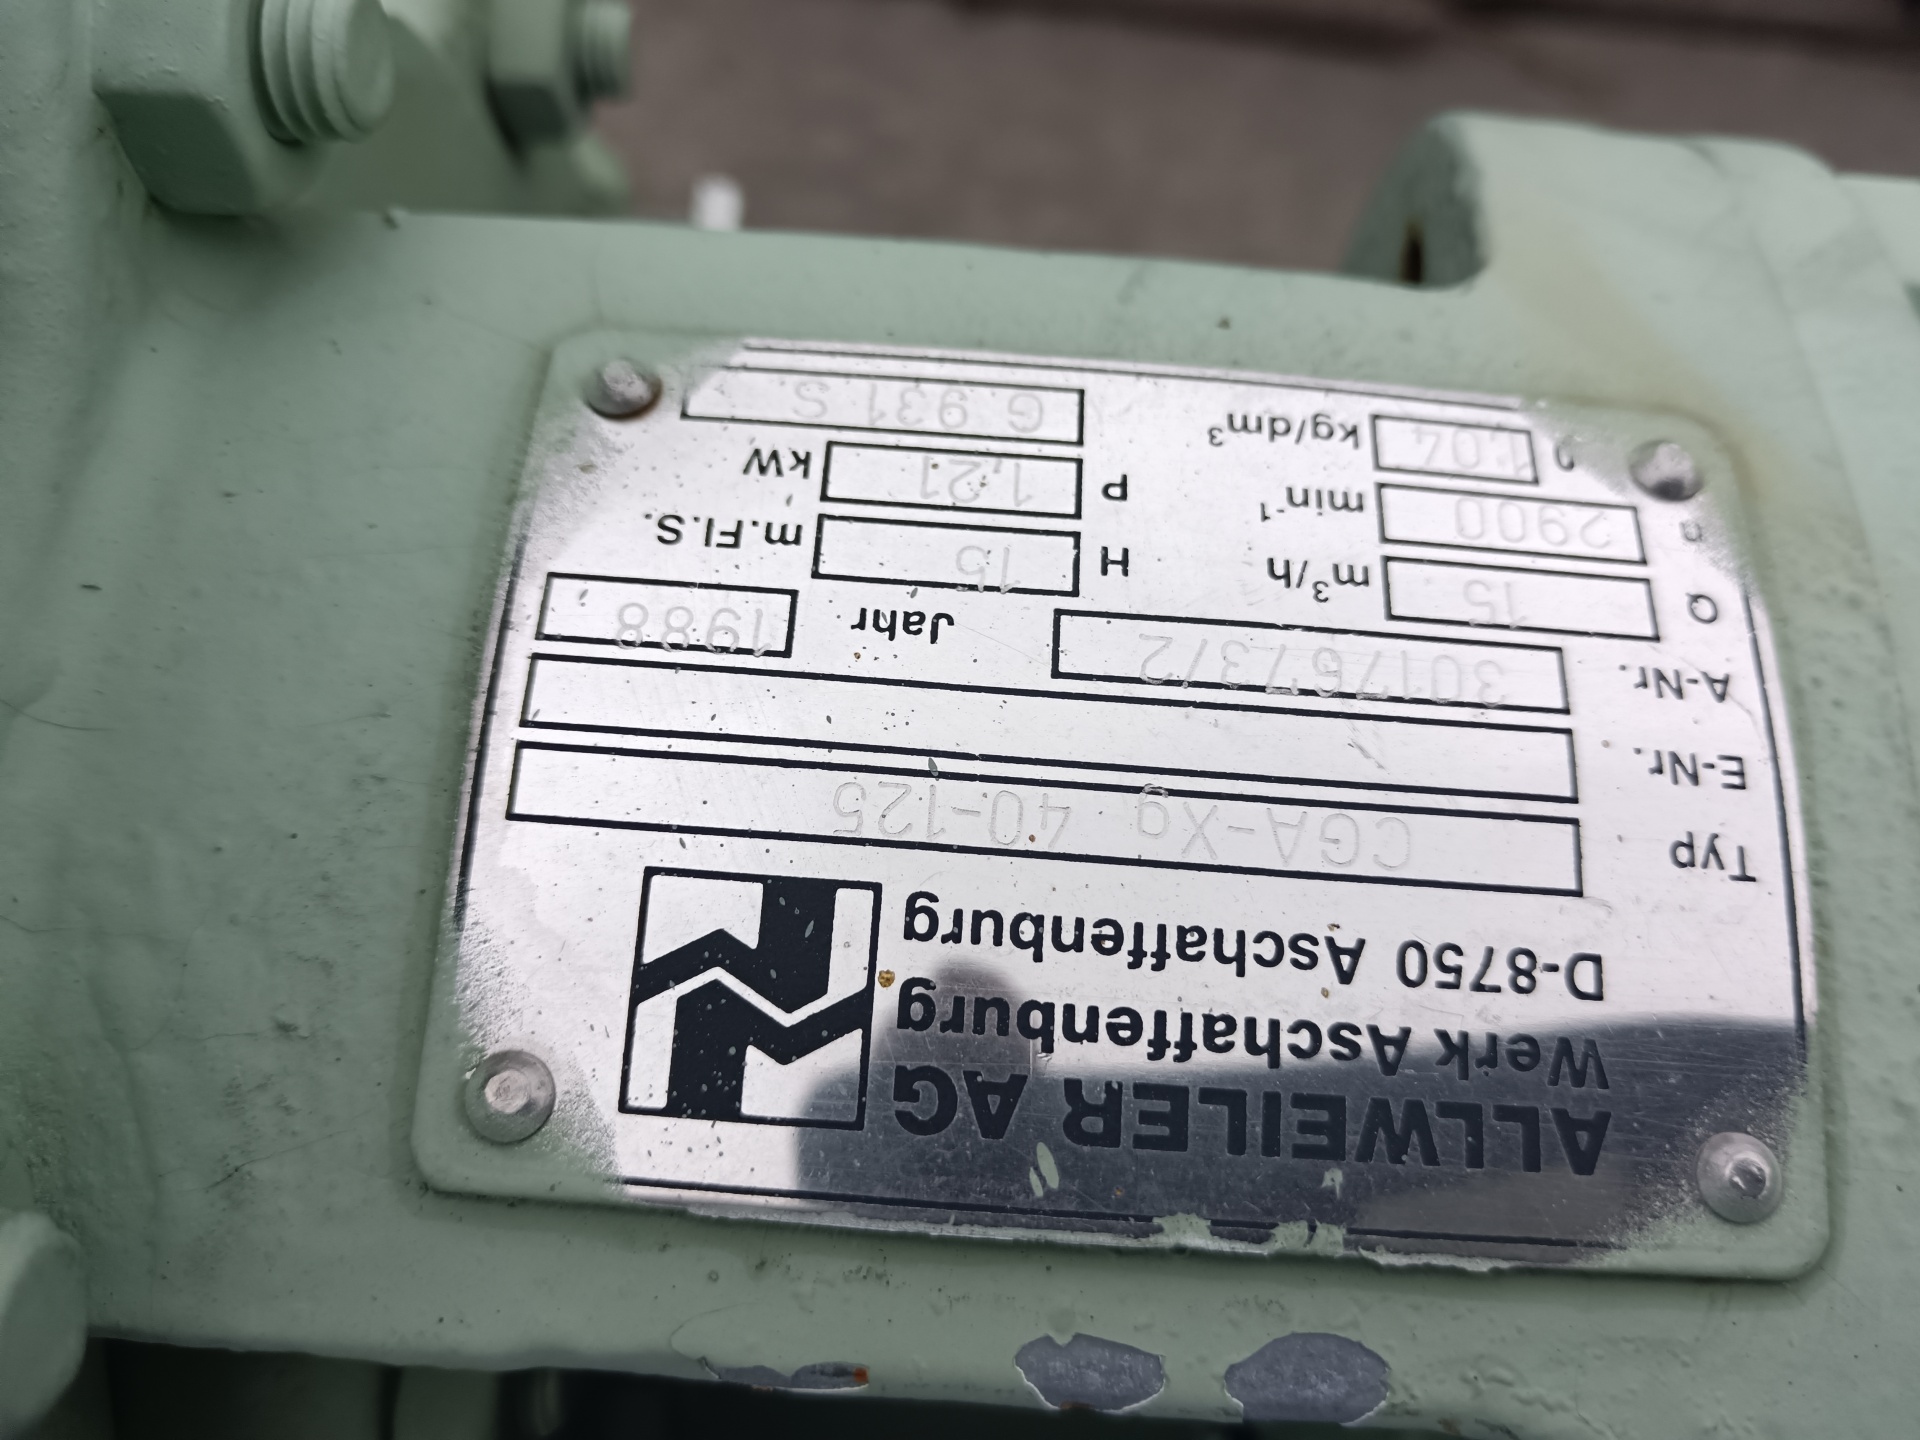 ALLWEILER AG
Werk Aschaffenburg
D-8750 Aschaffenburg
Typ CGA-Xg 40-125
E-Nr.
A-Nr. 3017673/2 Jahr 1988
Q 15 m³/h H 15 m.Fl.S.
n 2900 min⁻¹ P 1,21 kW
ρ 1,04 kg/dm³ G 931 S.